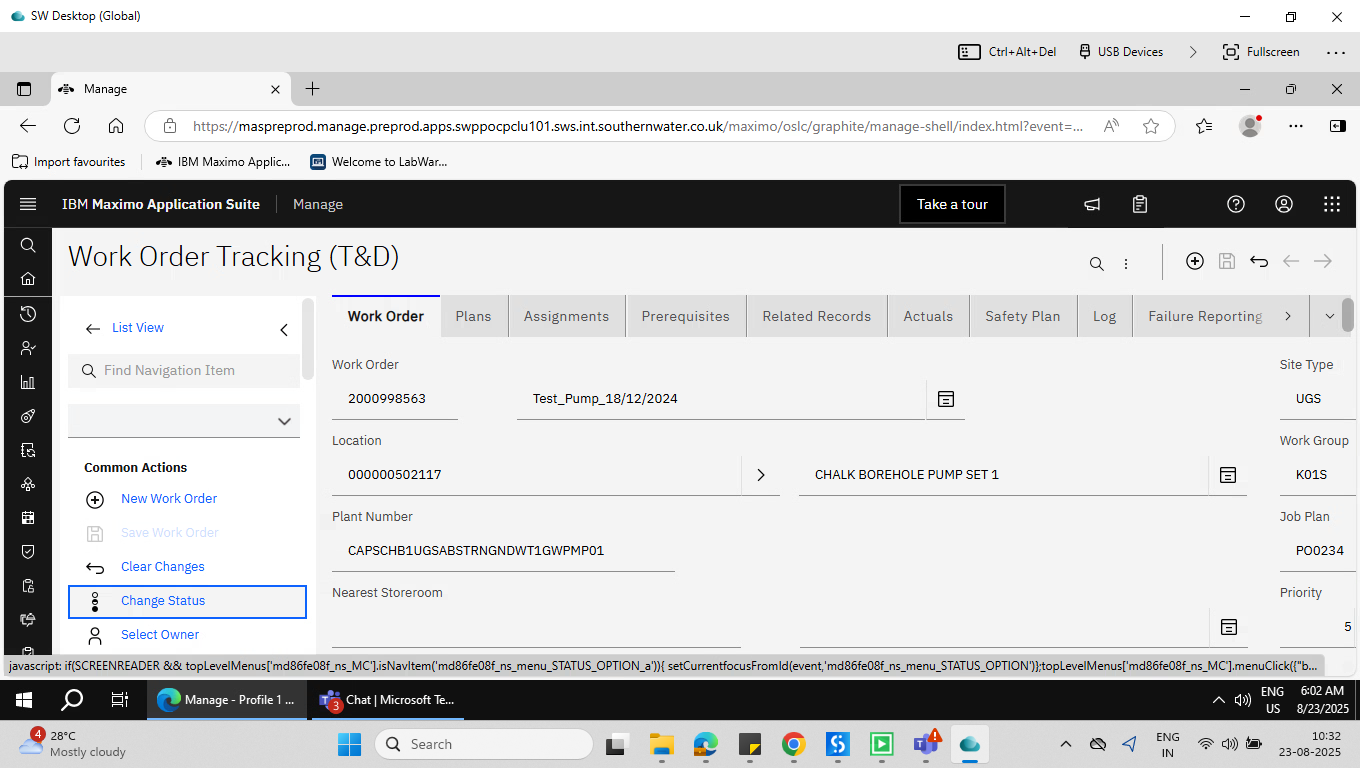 SW Desktop (Global)
Ctrl+Alt+Del
USB Devices
Fullscreen
Manage
https://maspreprod.manage.preprod.apps.swppocpclu101.sws.int.southernwater.co.uk/maximo/oslc/graphite/manage-shell/index.html?event=...
Import favourites
IBM Maximo Applic...
Welcome to LabWar...
IBM Maximo Application Suite
Manage
Take a tour
Work Order Tracking (T&D)
List View
Find Navigation Item
Common Actions
New Work Order
Save Work Order
Clear Changes
Change Status
Select Owner
Work Order
Plans
Assignments
Prerequisites
Related Records
Actuals
Safety Plan
Log
Failure Reporting
Work Order
Site Type
2000998563
Test_Pump_18/12/2024
UGS
Location
Work Group
000000502117
CHALK BOREHOLE PUMP SET 1
K01S
Plant Number
Job Plan
CAPSCHB1UGSABSTRNGNDWT1GWPMP01
PO0234
Nearest Storeroom
Priority
5
javascript: if(SCREENREADER && topLevelMenus['md86fe08f_ns_MC'].isNavItem('md86fe08f_ns_menu_STATUS_OPTION_a')){ setCurrentfocusFromId(event,'md86fe08f_ns_menu_STATUS_OPTION')};topLevelMenus['md86fe08f_ns_MC'].menuClick({"b...
Manage - Profile 1 ...
3
Chat | Microsoft Te...
ENG
US
6:02 AM
8/23/2025
4
28°C
Mostly cloudy
Search
ENG
IN
10:32
23-08-2025